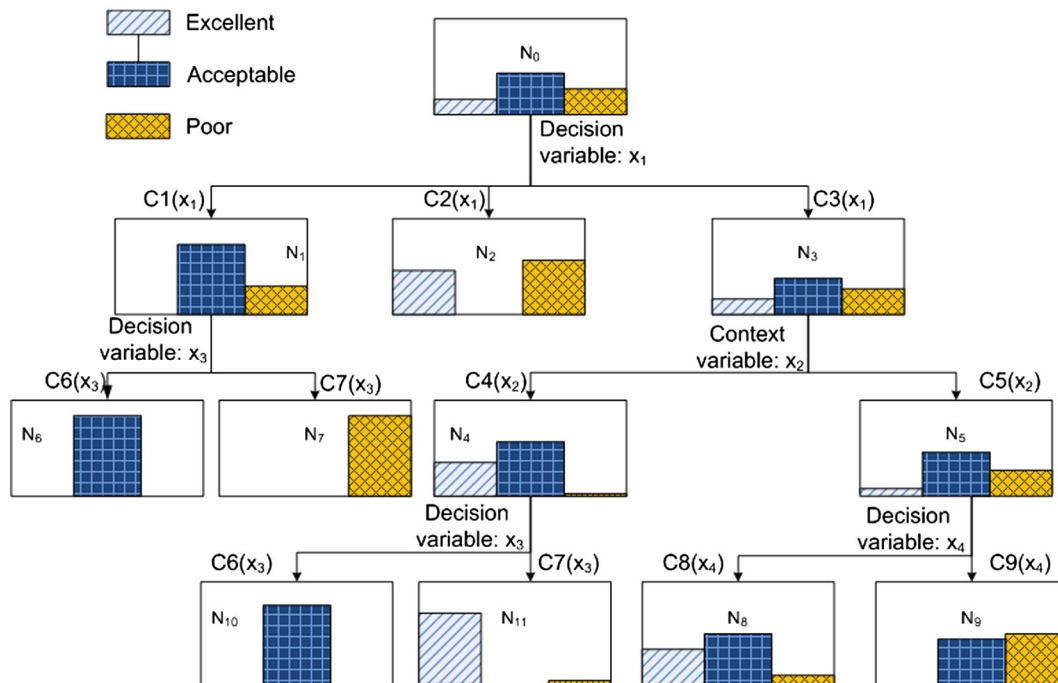 Excellent
Acceptable
Poor
N0
Decision
variable: x1
C1(x1)
C2(x1)
C3(x1)
N1
N2
N3
Decision
variable: x3
Context
variable: x2
C6(x3)
C7(x3)
C4(x2)
C5(x2)
N6
N7
N4
N5
Decision
variable: x3
Decision
variable: x4
C6(x3)
C7(x3)
C8(x4)
C9(x4)
N10
N11
N8
N9